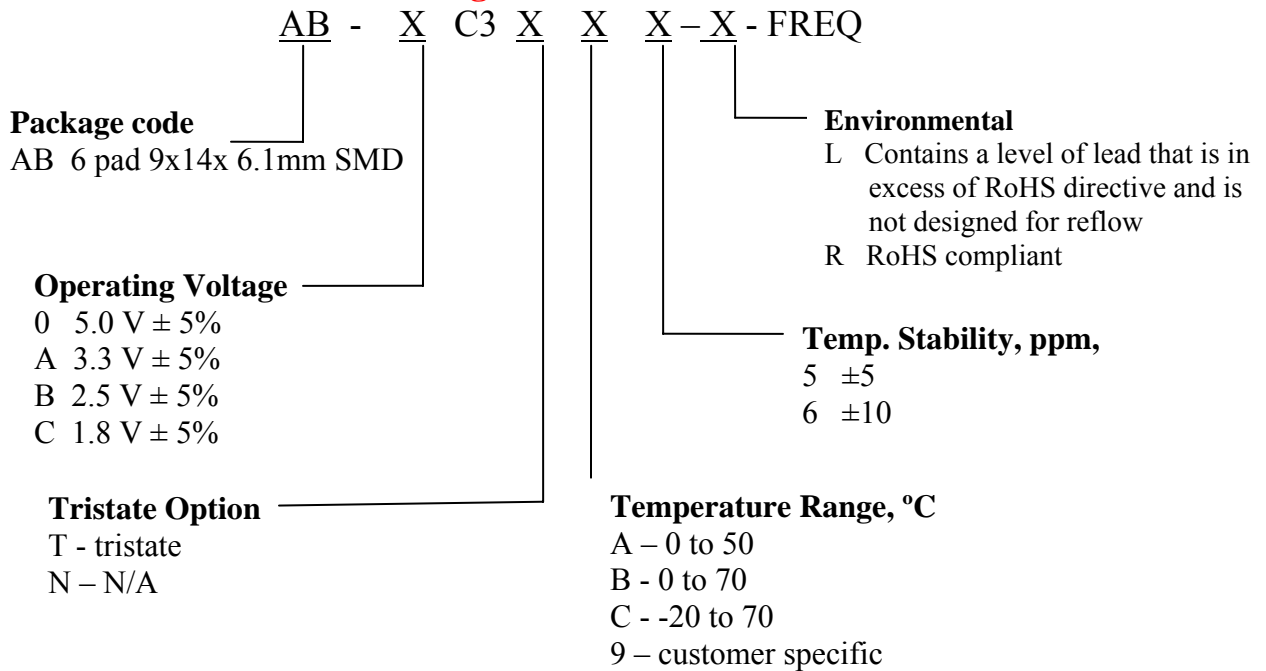 AB - X C3 X X X – X - FREQ
Package code
AB 6 pad 9x14x 6.1mm SMD
Environmental
L Contains a level of lead that is in
excess of RoHS directive and is
not designed for reflow
R RoHS compliant
Operating Voltage
0 5.0 V ± 5%
A 3.3 V ± 5%
B 2.5 V ± 5%
C 1.8 V ± 5%
Temp. Stability, ppm,
5 ±5
6 ±10
Tristate Option
T - tristate
N – N/A
Temperature Range, ºC
A – 0 to 50
B - 0 to 70
C - -20 to 70
9 – customer specific